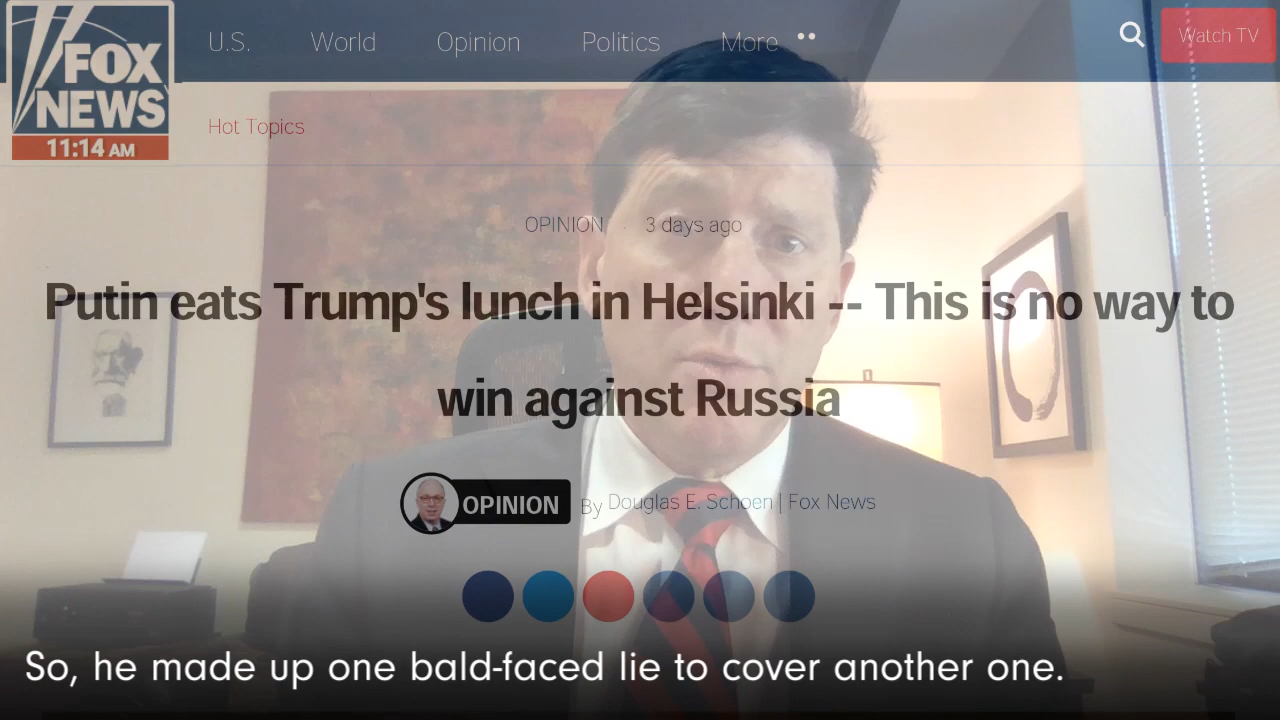 FOX
NEWS
11:14 AM
U.S. World Opinion Politics More
Watch TV
Hot Topics
OPINION · 3 days ago
Putin eats Trump's lunch in Helsinki -- This is no way to
win against Russia
OPINION By Douglas E. Schoen | Fox News
So, he made up one bald-faced lie to cover another one.